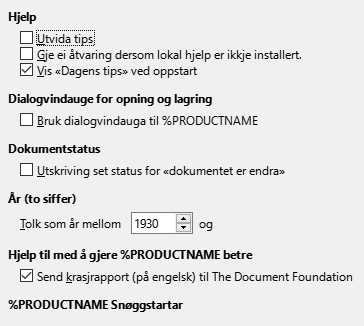 Hjelp
Utvida tips
Gje ei åtvaring dersom lokal hjelp er ikkje installert.
Vis «Dagens tips» ved oppstart
Dialogvindauge for opning og lagring
Bruk dialogvindauga til %PRODUCTNAME
Dokumentstatus
Utskriving set status for «dokumentet er endra»
År (to siffer)
Tolk som år mellom 1930 og
Hjelp til med å gjere %PRODUCTNAME betre
Send krasjrapport (på engelsk) til The Document Foundation
%PRODUCTNAME Snøggstartar